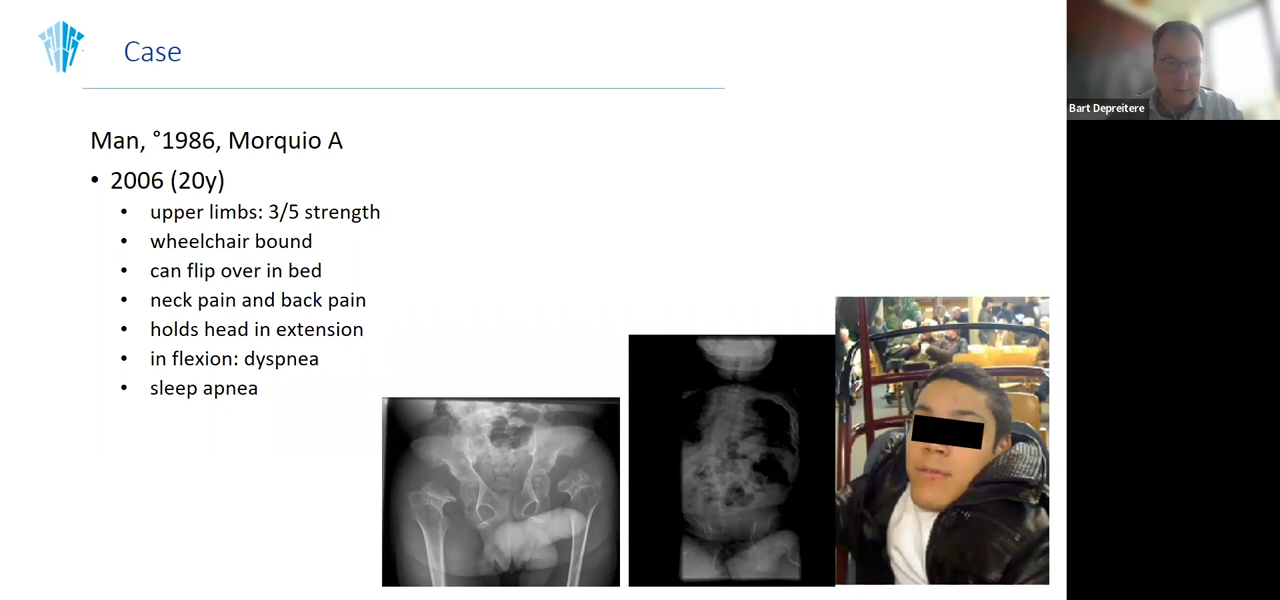 Case
Man, °1986, Morquio A
• 2006 (20y)
• upper limbs: 3/5 strength
• wheelchair bound
• can flip over in bed
• neck pain and back pain
• holds head in extension
• in flexion: dyspnea
• sleep apnea
Bart Depreitere